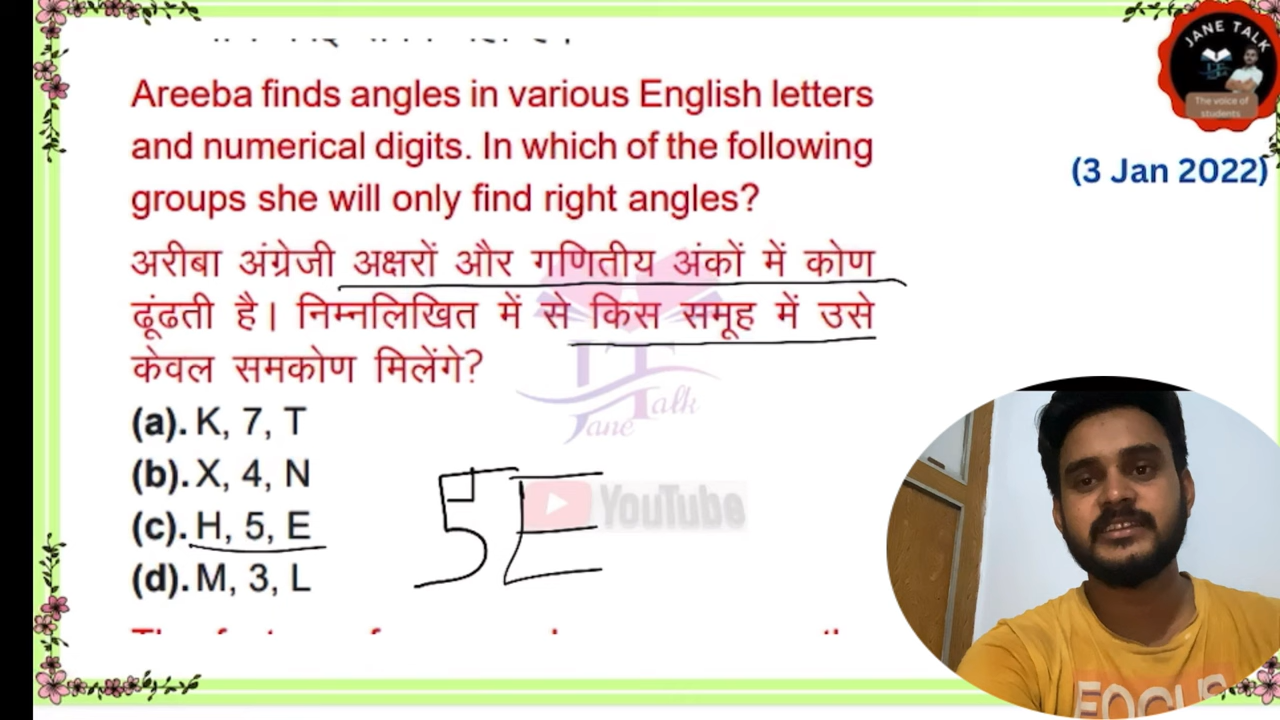 JANE TALK
The voice of
students
(3 Jan 2022)
Areeba finds angles in various English letters
and numerical digits. In which of the following
groups she will only find right angles?
अरीबा अंग्रेजी अक्षरों और गणितीय अंकों में कोण
ढूंढती है। निम्नलिखित में से किस समूह में उसे
केवल समकोण मिलेंगे?
(a). K, 7, T
(b). X, 4, N
(c). H, 5, E
(d). M, 3, L
5 E
Jane Talk
YouTube
FOCUS